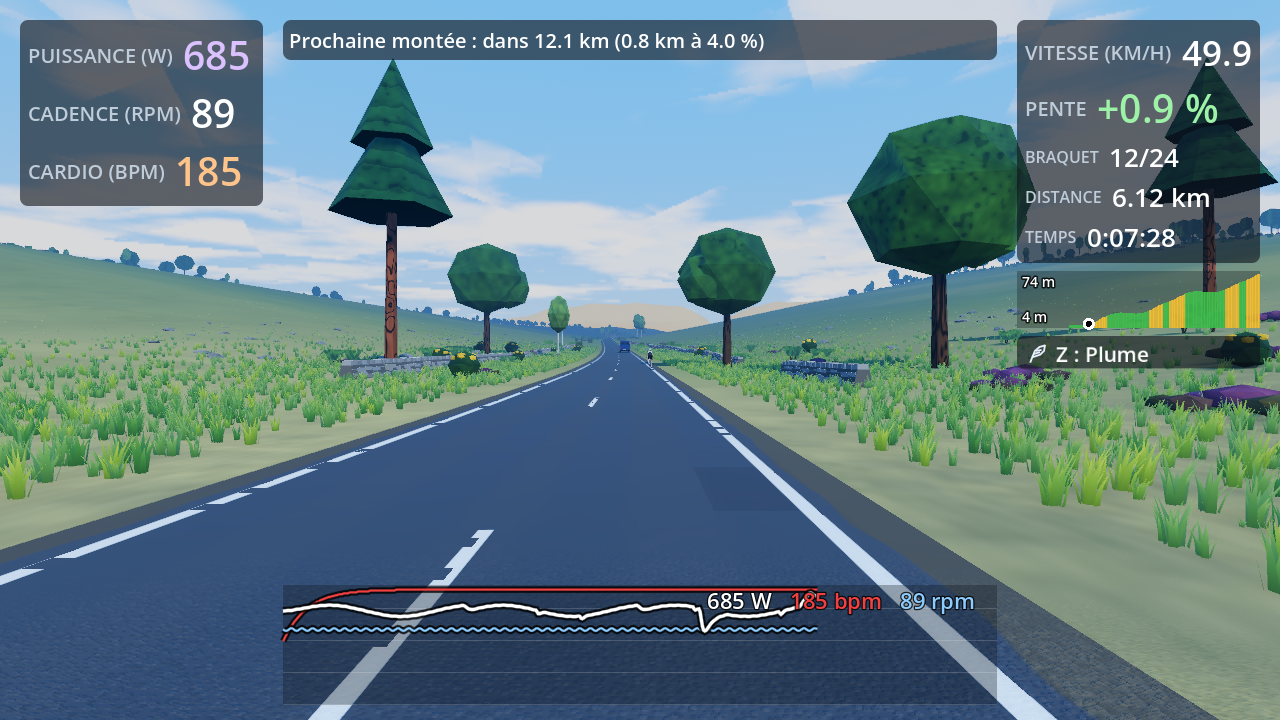 PUISSANCE (W) 685
CADENCE (RPM) 89
CARDIO (BPM) 185
Prochaine montée : dans 12.1 km (0.8 km à 4.0 %)
VITESSE (KM/H) 49.9
PENTE +0.9 %
BRAQUET 12/24
DISTANCE 6.12 km
TEMPS 0:07:28
74 m
4 m
Z : Plume
685 W 185 bpm 89 rpm